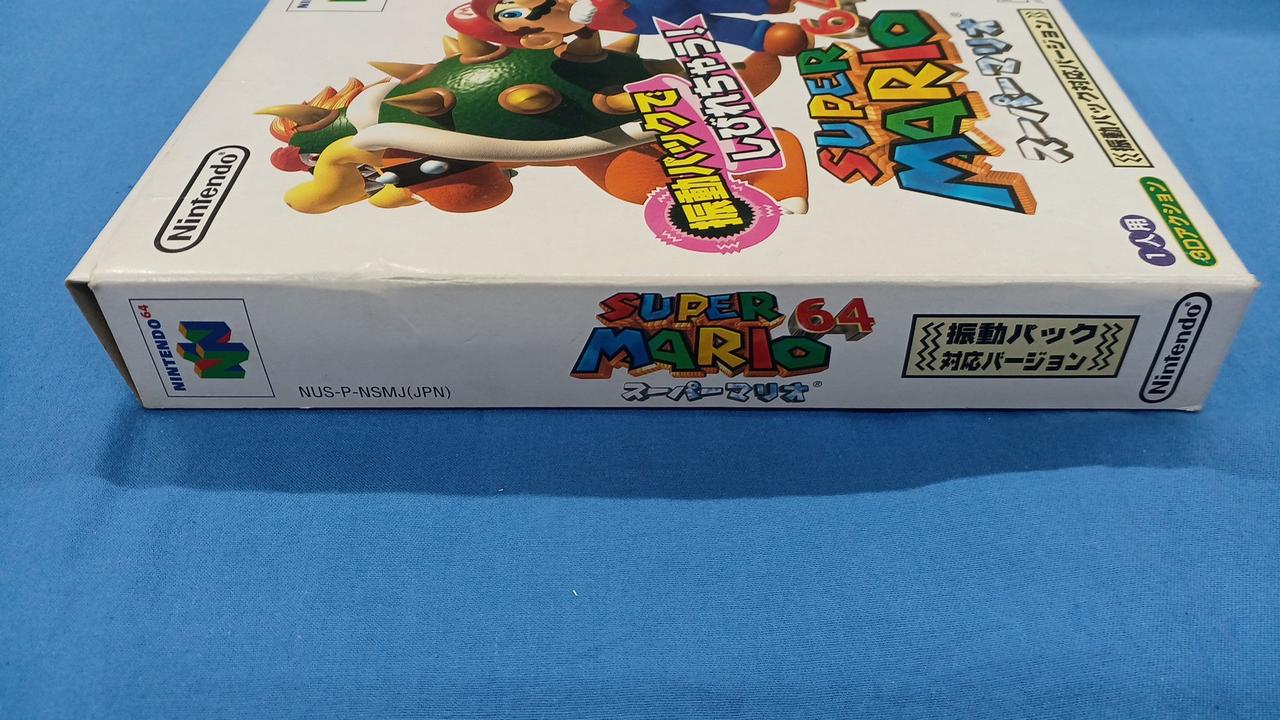 Nintendo
振動パックで
しびれちゃう!
SUPER
MARIO
64
スーパーマリオ®
振動パック対応バージョン
1人用
3Dアクション
NINTENDO64
NUS-P-NSMJ(JPN)
SUPER
MARIO 64
スーパーマリオ®
振動パック
対応バージョン
Nintendo®